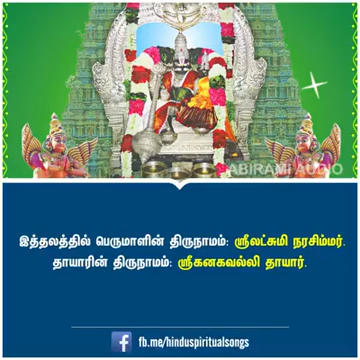 ABIRAMI AUDIO
இத்தலத்தில் பெருமாளின் திருநாமம்: ஸ்ரீலட்சுமி நரசிம்மர்.
தாயாரின் திருநாமம்: ஸ்ரீகனகவல்லி தாயார்.
fb.me/hinduspiritualsongs